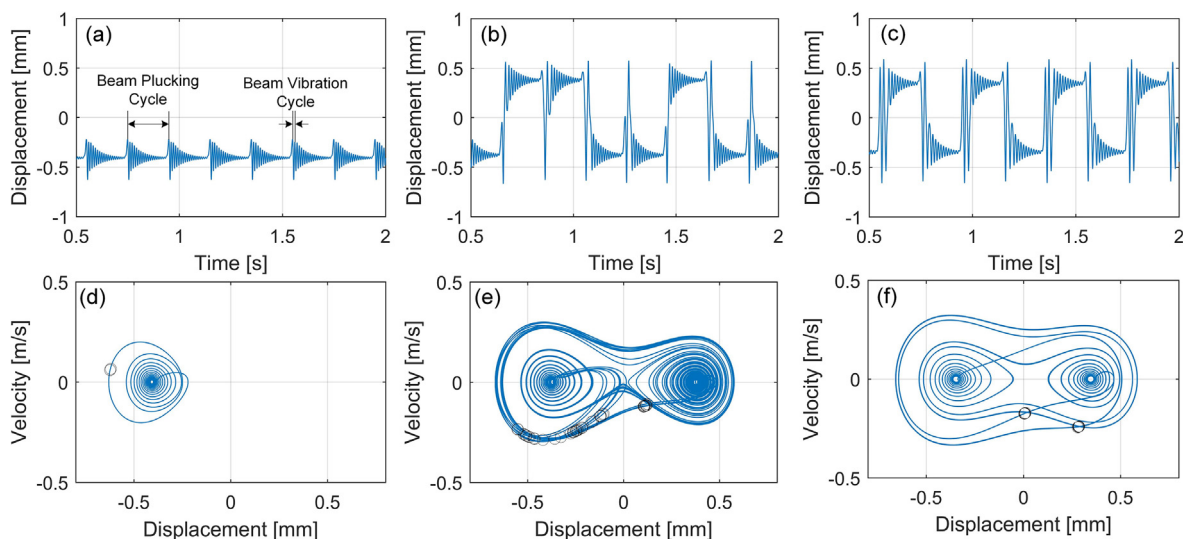 (a)
Beam Plucking
Cycle
Beam Vibration
Cycle
Displacement [mm]
1
0.5
0
-0.5
-1
0.5
1
1.5
2
Time [s]
(b)
Displacement [mm]
1
0.5
0
-0.5
-1
0.5
1
1.5
2
Time [s]
(c)
Displacement [mm]
1
0.5
0
-0.5
-1
0.5
1
1.5
2
Time [s]
(d)
Velocity [m/s]
0.5
0
-0.5
-0.5
0
0.5
Displacement [mm]
(e)
Velocity [m/s]
0.5
0
-0.5
-0.5
0
0.5
Displacement [mm]
(f)
Velocity [m/s]
0.5
0
-0.5
-0.5
0
0.5
Displacement [mm]